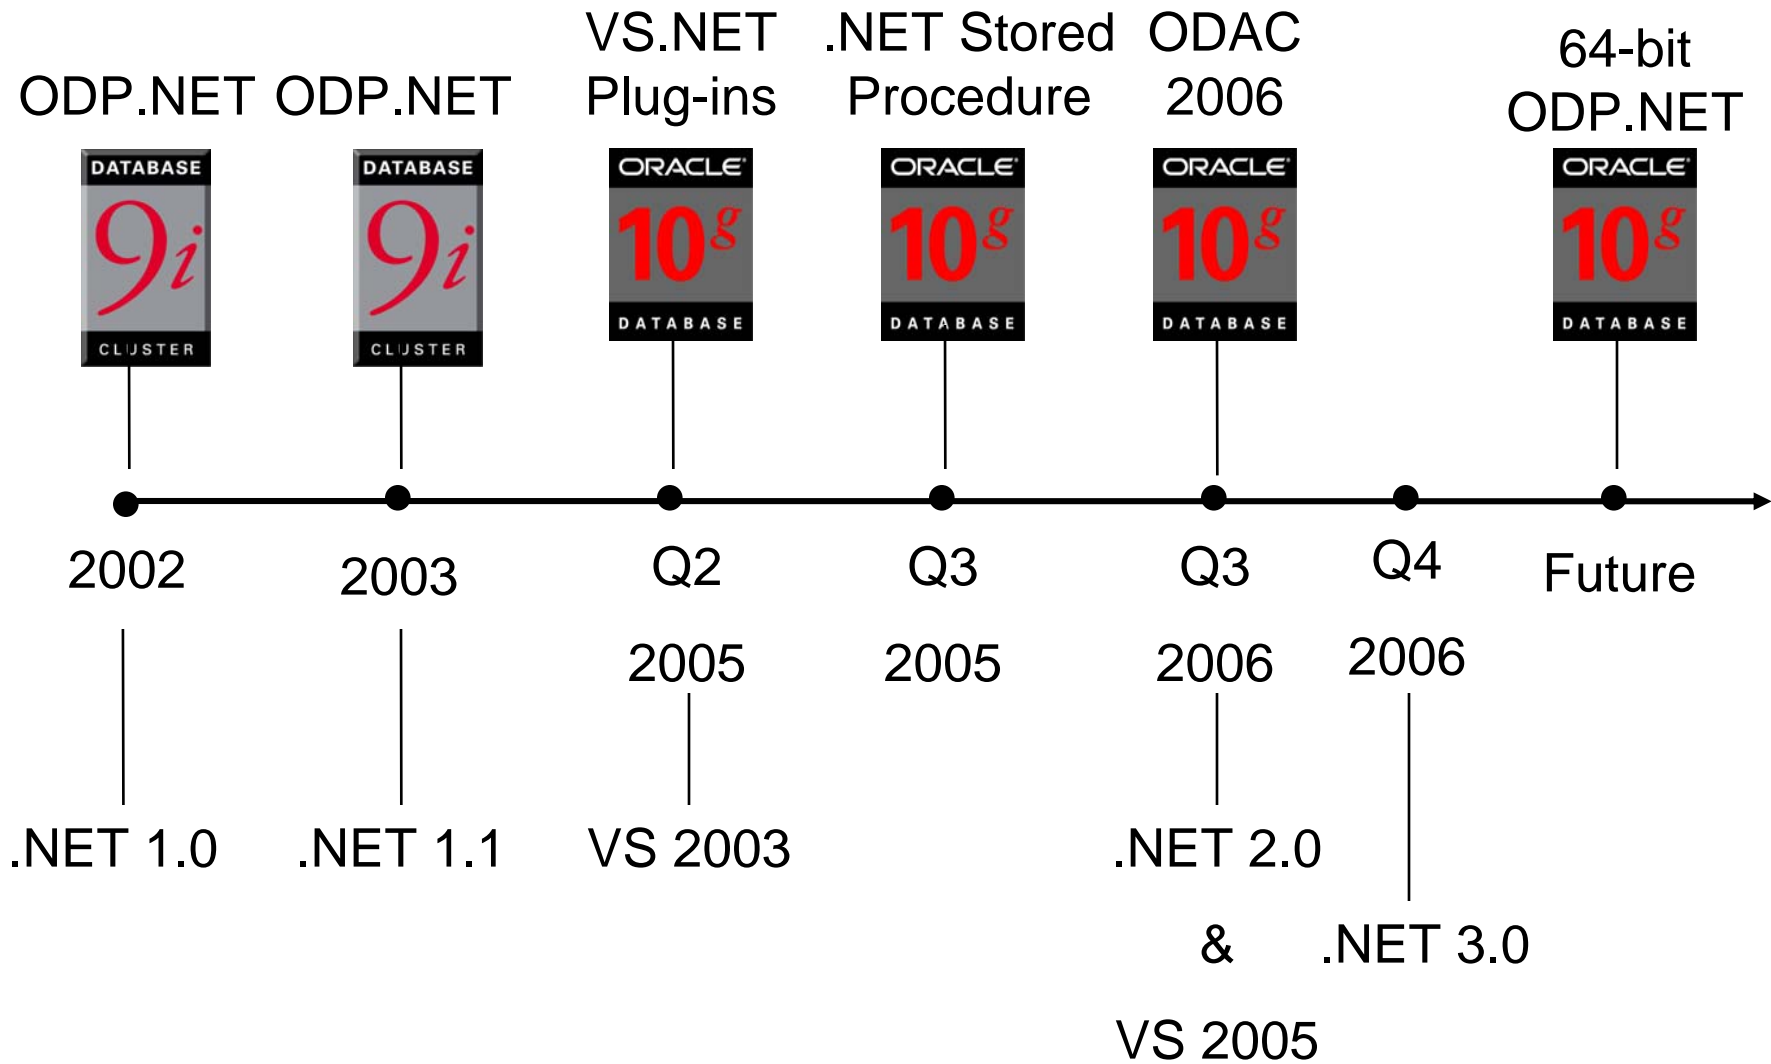 ODP.NET
ODP.NET
VS.NET
Plug-ins
.NET Stored
Procedure
ODAC
2006
64-bit
ODP.NET
DATABASE
9i
CLUSTER
DATABASE
9i
CLUSTER
ORACLE
10g
DATABASE
ORACLE
10g
DATABASE
ORACLE
10g
DATABASE
ORACLE
10g
DATABASE
2002
2003
Q2
2005
Q3
2005
Q3
2006
Q4
2006
Future
.NET 1.0
.NET 1.1
VS 2003
.NET 2.0
&
VS 2005
.NET 3.0